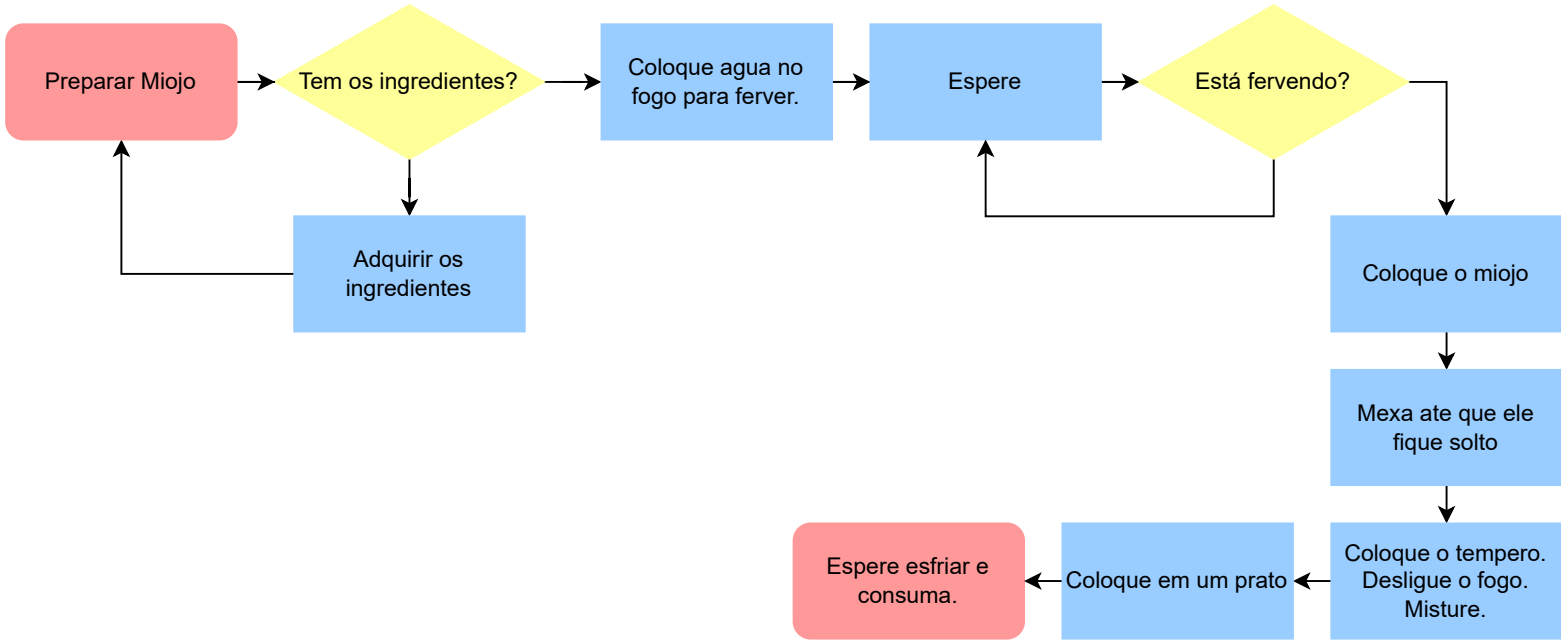 Preparar Miojo
Tem os ingredientes?
Coloque agua no
fogo para ferver.
Espere
Está fervendo?
Adquirir os
ingredientes
Coloque o miojo
Mexa ate que ele
fique solto
Coloque o tempero.
Desligue o fogo.
Misture.
Coloque em um prato
Espere esfriar e
consuma.